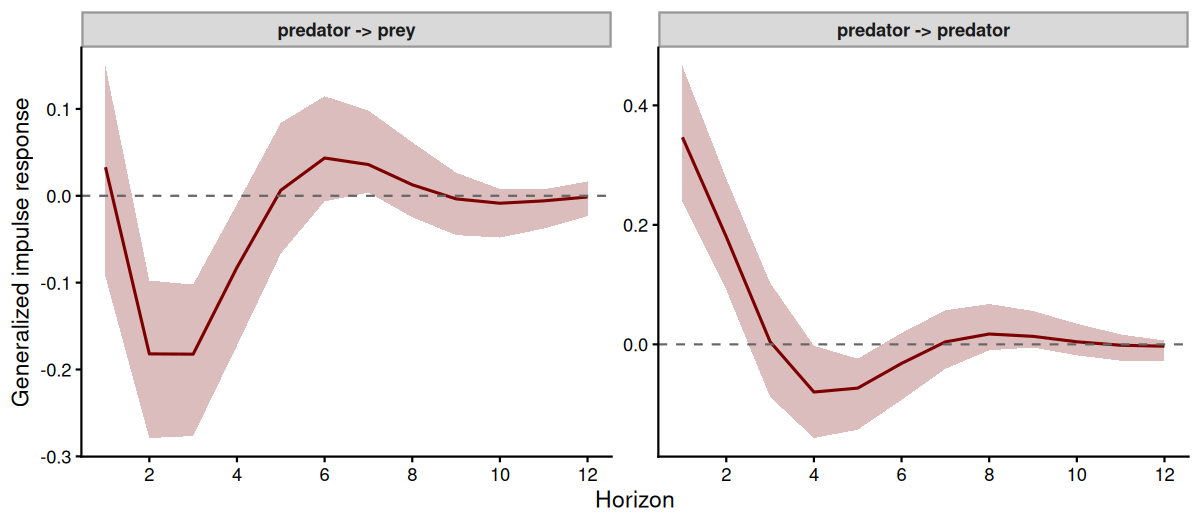 predator -> prey
predator -> predator
Generalized impulse response
0.1
0.0
-0.1
-0.2
-0.3
2 4 6 8 10 12
0.4
0.2
0.0
2 4 6 8 10 12
Horizon